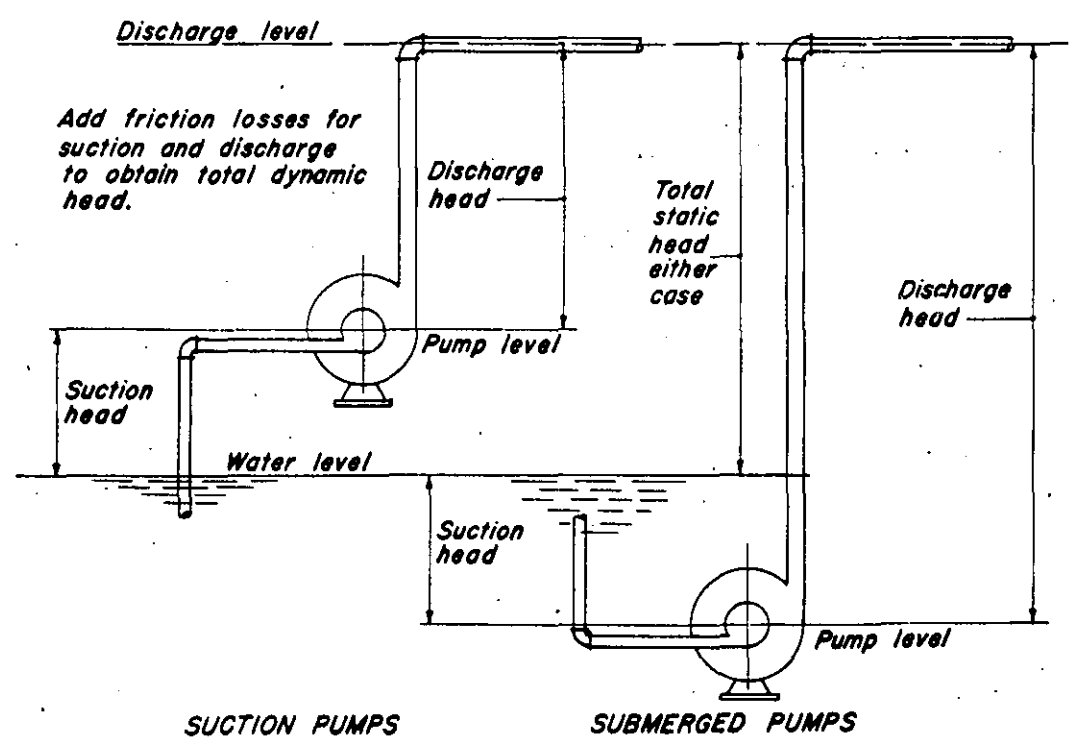 Discharge level
Add friction losses for
suction and discharge
to obtain total dynamic
head.
Discharge
head
Total
static
head
either
case
Discharge
head
Pump level
Suction
head
Water level
Suction
head
Pump level
SUCTION PUMPS
SUBMERGED PUMPS